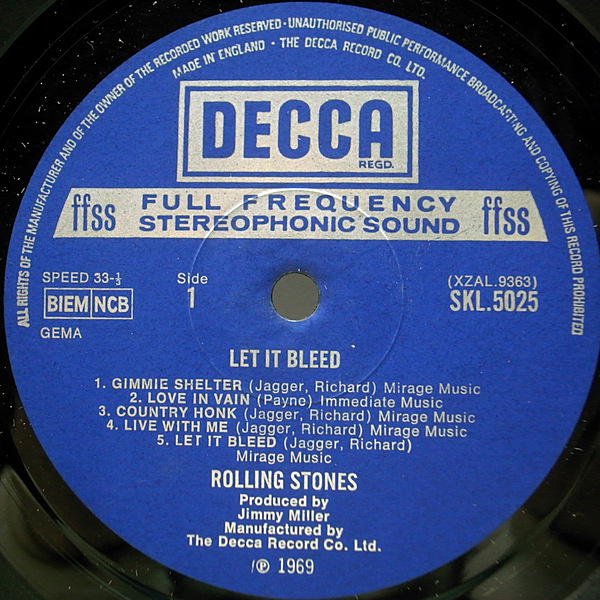 ALL RIGHTS OF THE MANUFACTURER AND OF THE OWNER OF THE RECORDED WORK RESERVED · UNAUTHORISED PUBLIC PERFORMANCE BROADCASTING AND COPYING OF THIS RECORD PROHIBITED
MADE IN ENGLAND · THE DECCA RECORD CO. LTD.
DECCA
REGD.
ffss FULL FREQUENCY STEREOPHONIC SOUND ffss
SPEED 33-⅓
BIEM NCB
GEMA
Side
1
(XZAL.9363)
SKL.5025
LET IT BLEED
1. GIMMIE SHELTER (Jagger, Richard) Mirage Music
2. LOVE IN VAIN (Payne) Immediate Music
3. COUNTRY HONK (Jagger, Richard) Mirage Music
4. LIVE WITH ME (Jagger, Richard) Mirage Music
5. LET IT BLEED (Jagger, Richard)
Mirage Music
ROLLING STONES
Produced by
Jimmy Miller
Manufactured by
The Decca Record Co. Ltd.
℗ 1969